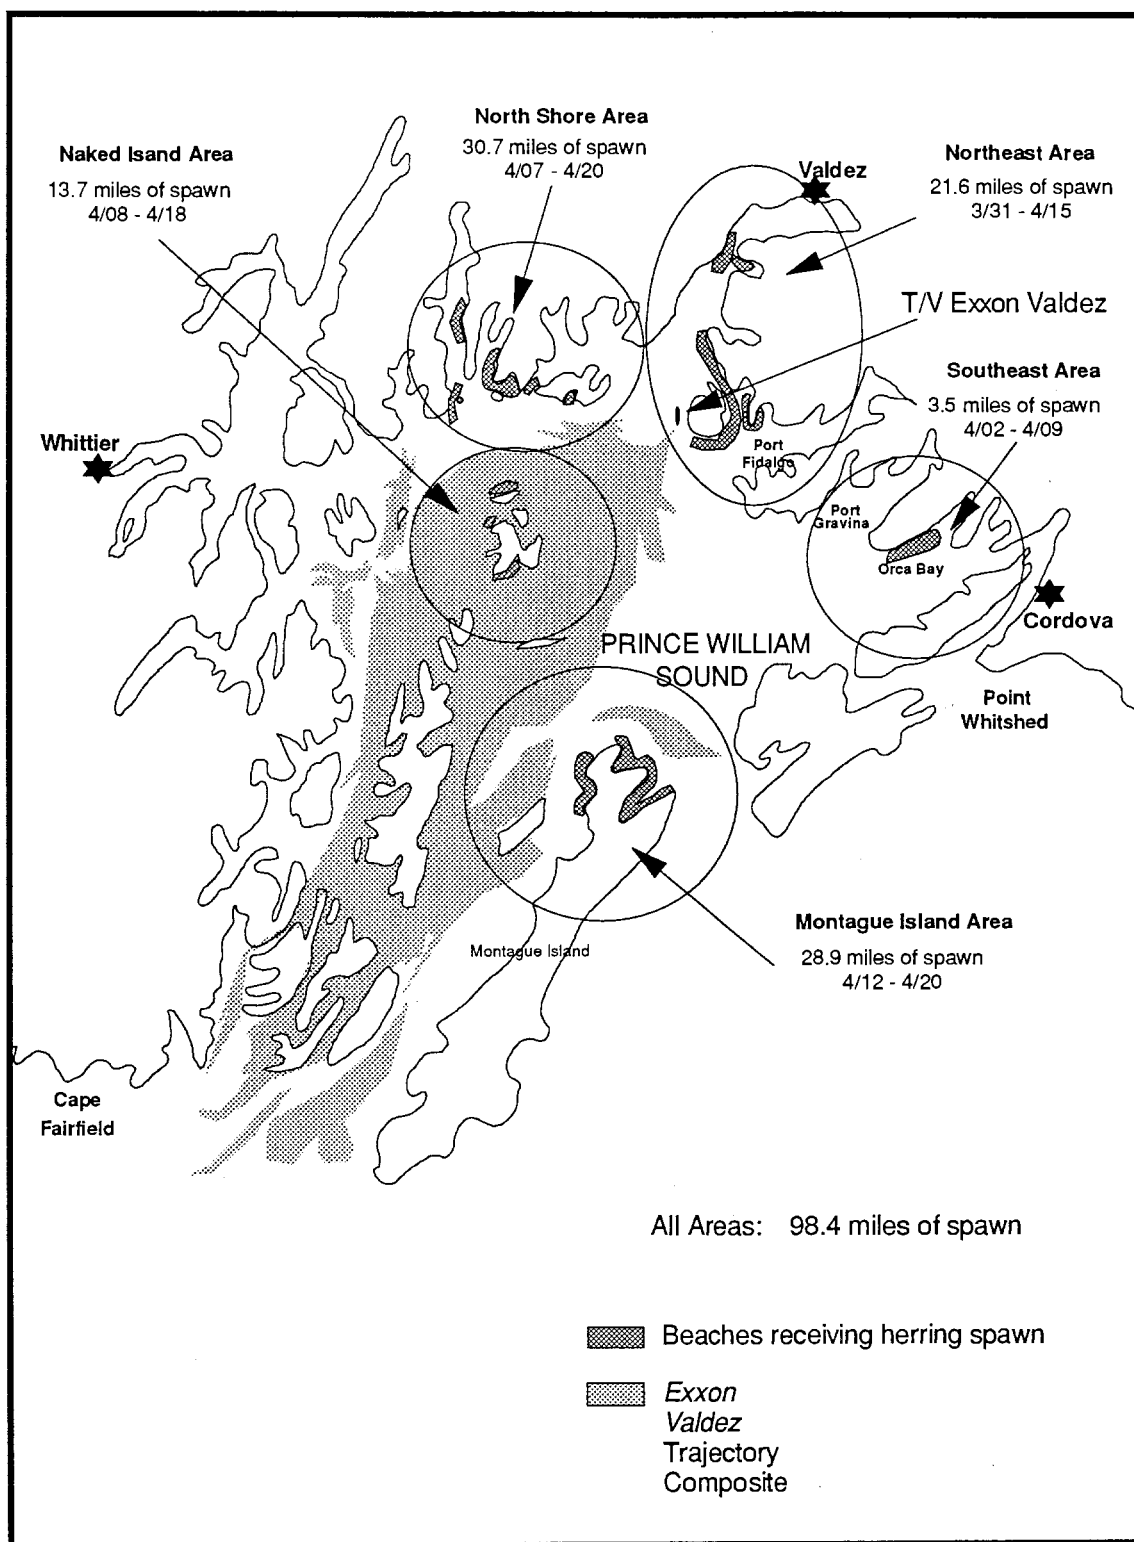 North Shore Area
30.7 miles of spawn
4/07 - 4/20
Naked Isand Area
13.7 miles of spawn
4/08 - 4/18
Valdez
Northeast Area
21.6 miles of spawn
3/31 - 4/15
T/V Exxon Valdez
Southeast Area
3.5 miles of spawn
4/02 - 4/09
Whittier
Port
Fidalgo
Port
Gravina
Orca Bay
Cordova
PRINCE WILLIAM
SOUND
Point
Whitshed
Montague Island Area
28.9 miles of spawn
4/12 - 4/20
Montague Island
Cape
Fairfield
All Areas: 98.4 miles of spawn
Beaches receiving herring spawn
Exxon
Valdez
Trajectory
Composite